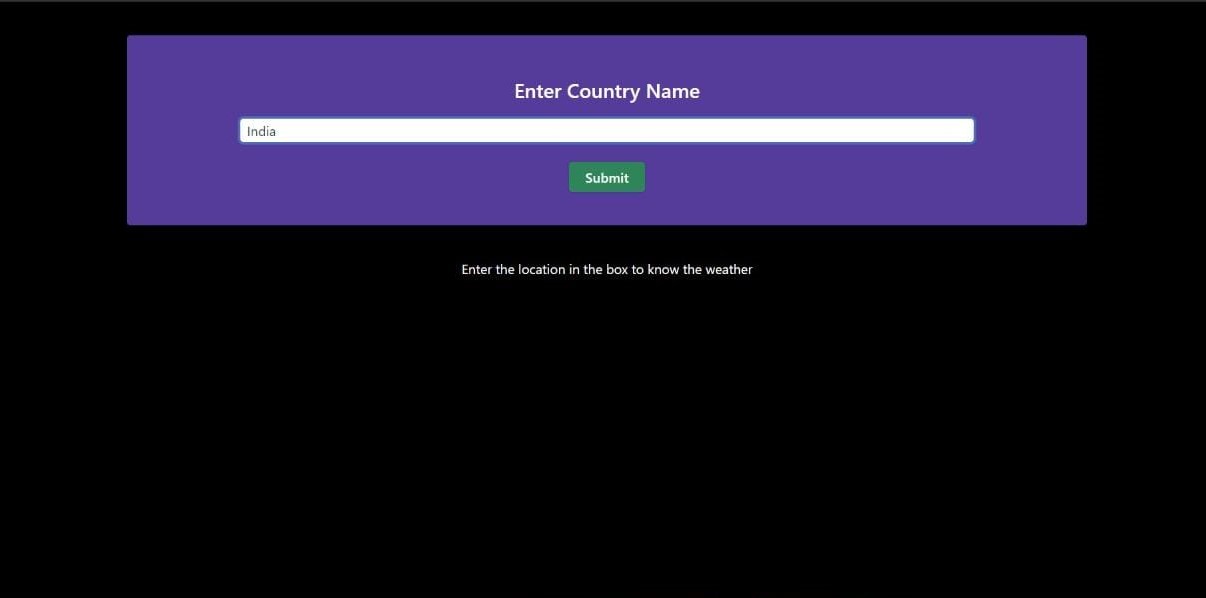 Enter Country Name
India
Submit
Enter the location in the box to know the weather